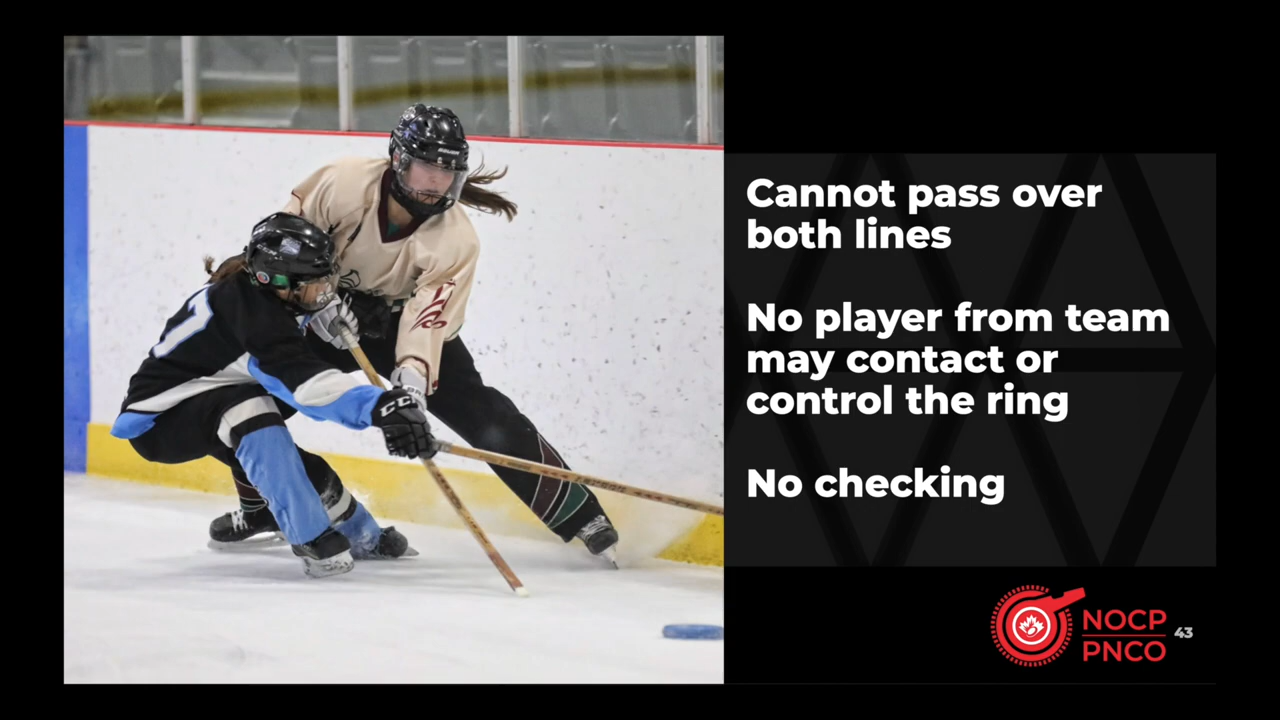 Cannot pass over
both lines
No player from team
may contact or
control the ring
No checking
NOCP
PNCO
43
CCM